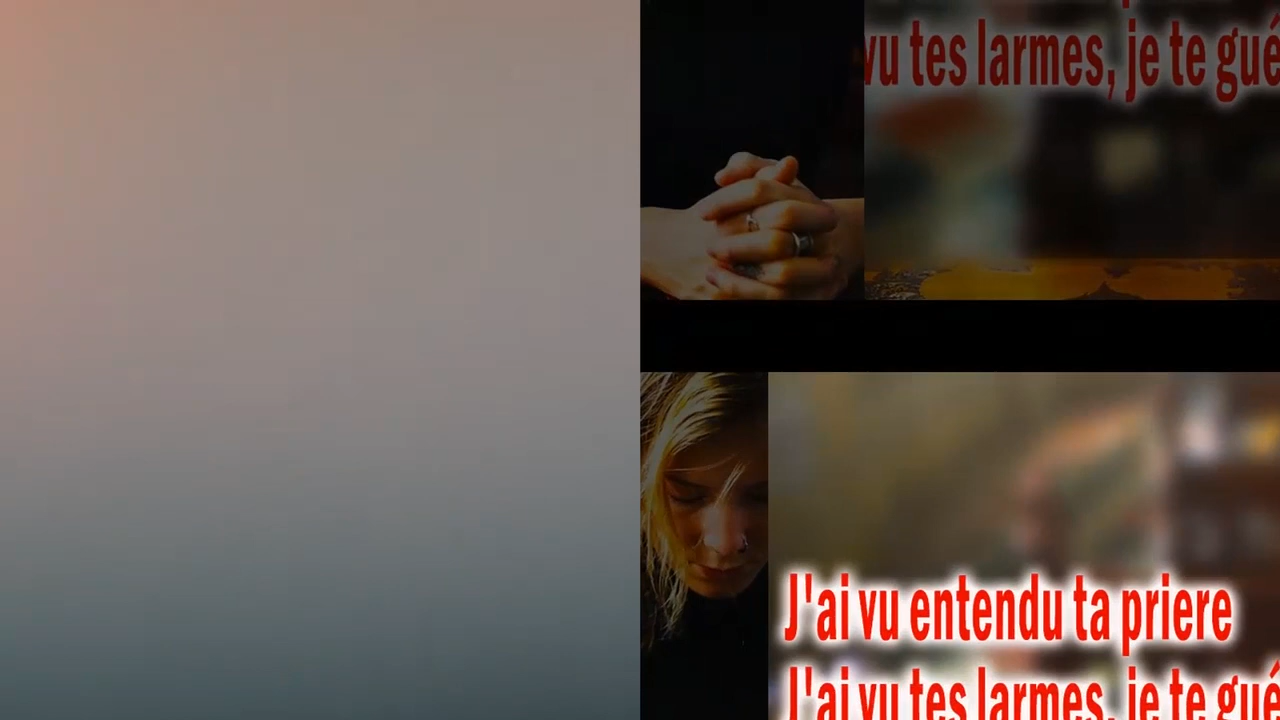 vu tes larmes, je te gué
J'ai vu entendu ta priere
J'ai vu tes larmes, je te gué